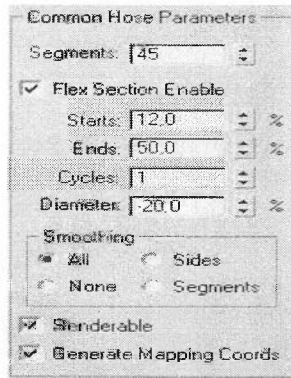 Common Hose Parameters
Segments: 45
Flex Section Enable
Starts: 12.0 %
Ends: 50.0 %
Cycles: 1
Diameter: -20.0 %
Smoothing
All Sides
None Segments
Renderable
Generate Mapping Coords